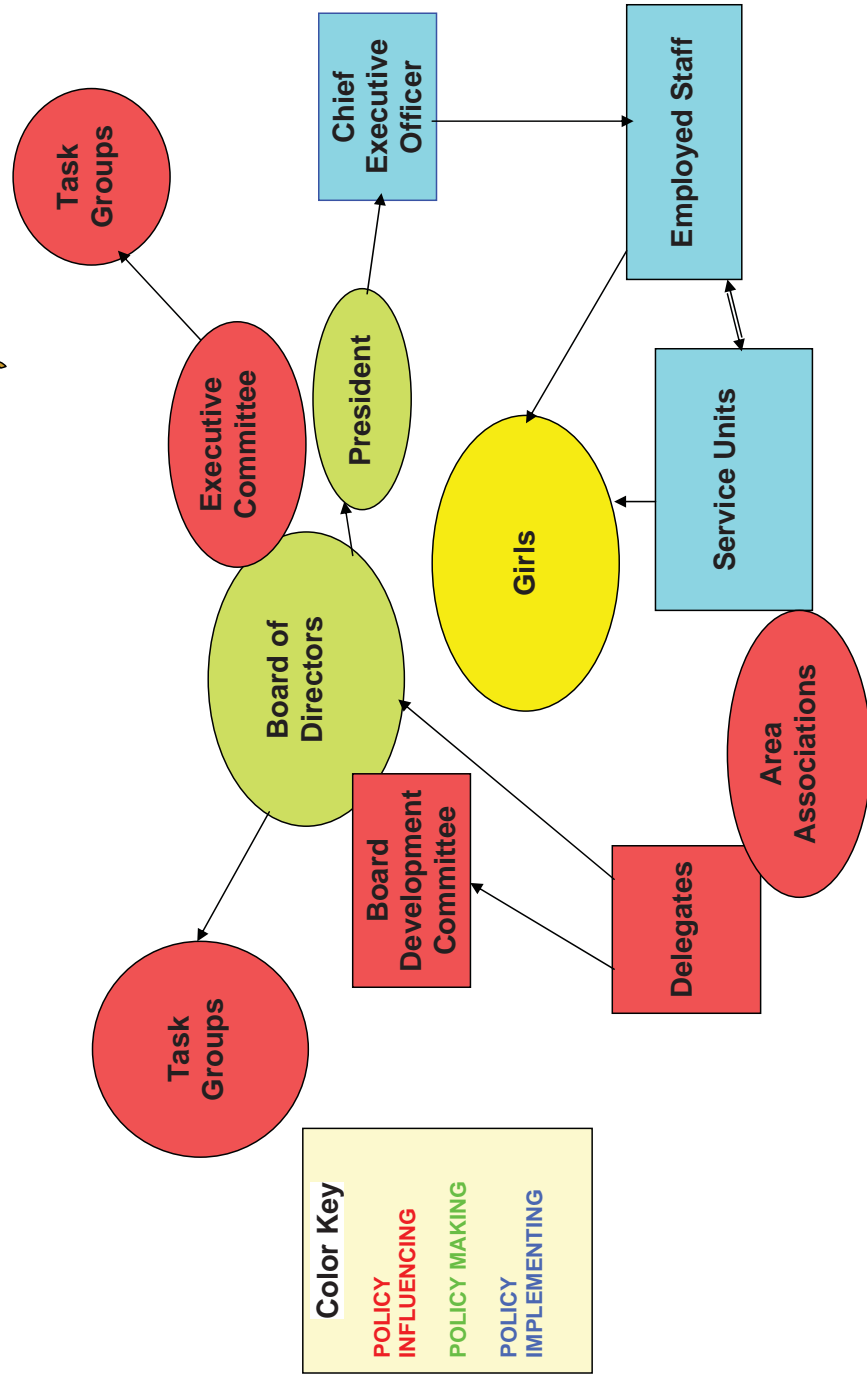 Color Key
POLICY
INFLUENCING
POLICY MAKING
POLICY
IMPLEMENTING
Task
Groups
Board of
Directors
Executive
Committee
Task
Groups
Board
Development
Committee
President
Chief
Executive
Officer
Girls
Delegates
Area
Associations
Service Units
Employed Staff